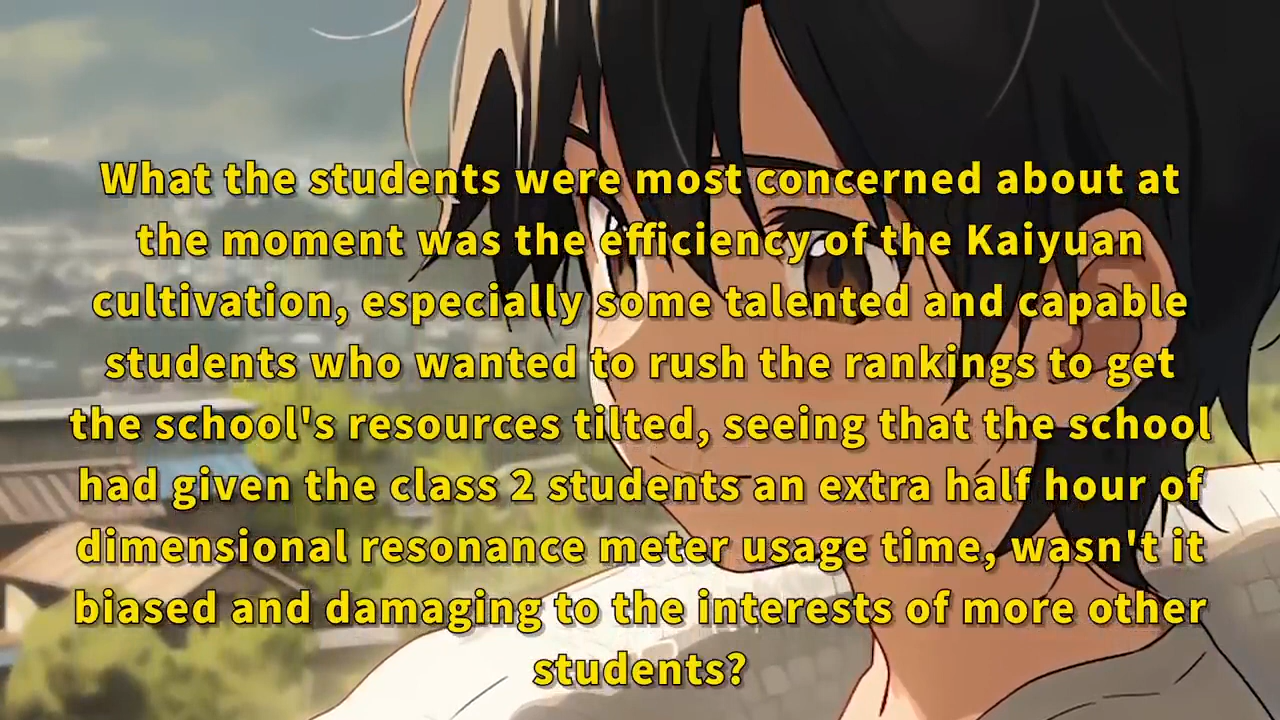 What the students were most concerned about at
the moment was the efficiency of the Kaiyuan
cultivation, especially some talented and capable
students who wanted to rush the rankings to get
the school's resources tilted, seeing that the school
had given the class 2 students an extra half hour of
dimensional resonance meter usage time, wasn't it
biased and damaging to the interests of more other
students?